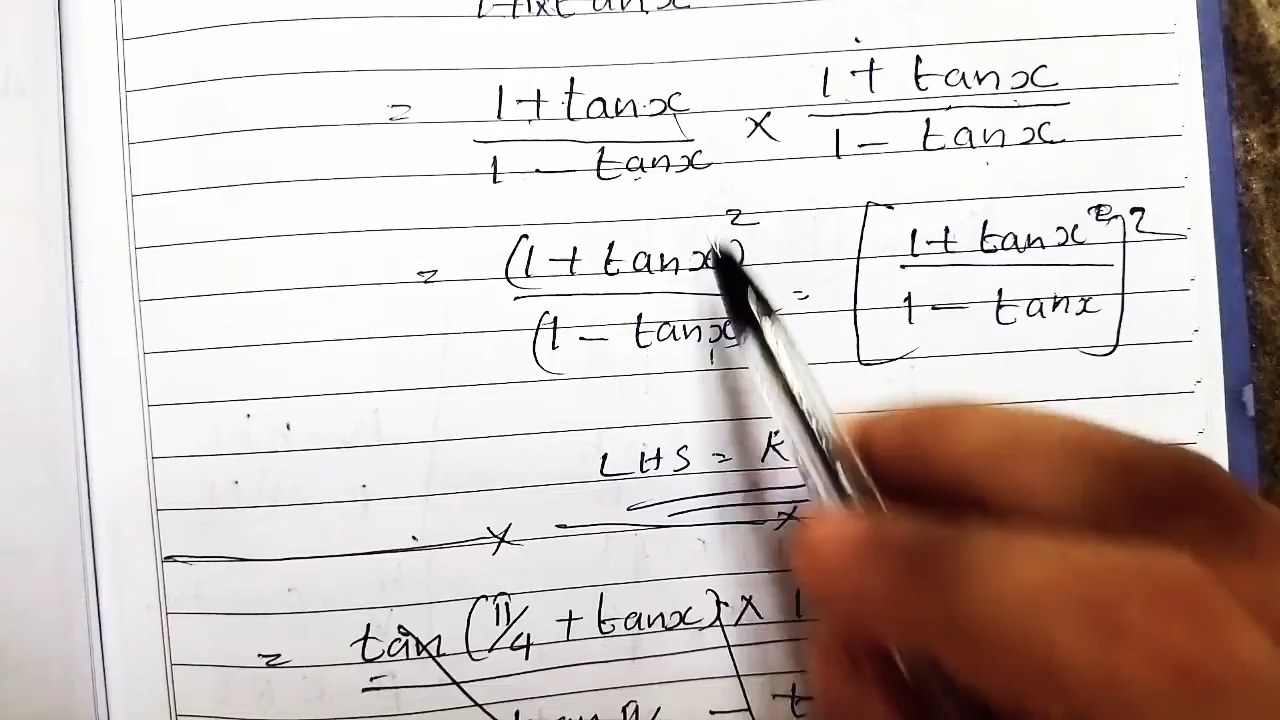 = 1 + tanx / 1 - tanx × 1 + tanx / 1 - tanx
= (1 + tanx)² / (1 - tanx = [1 + tanx / 1 - tanx]²
LHS = R
× ×
= tan (π/4 + tanx) × 1